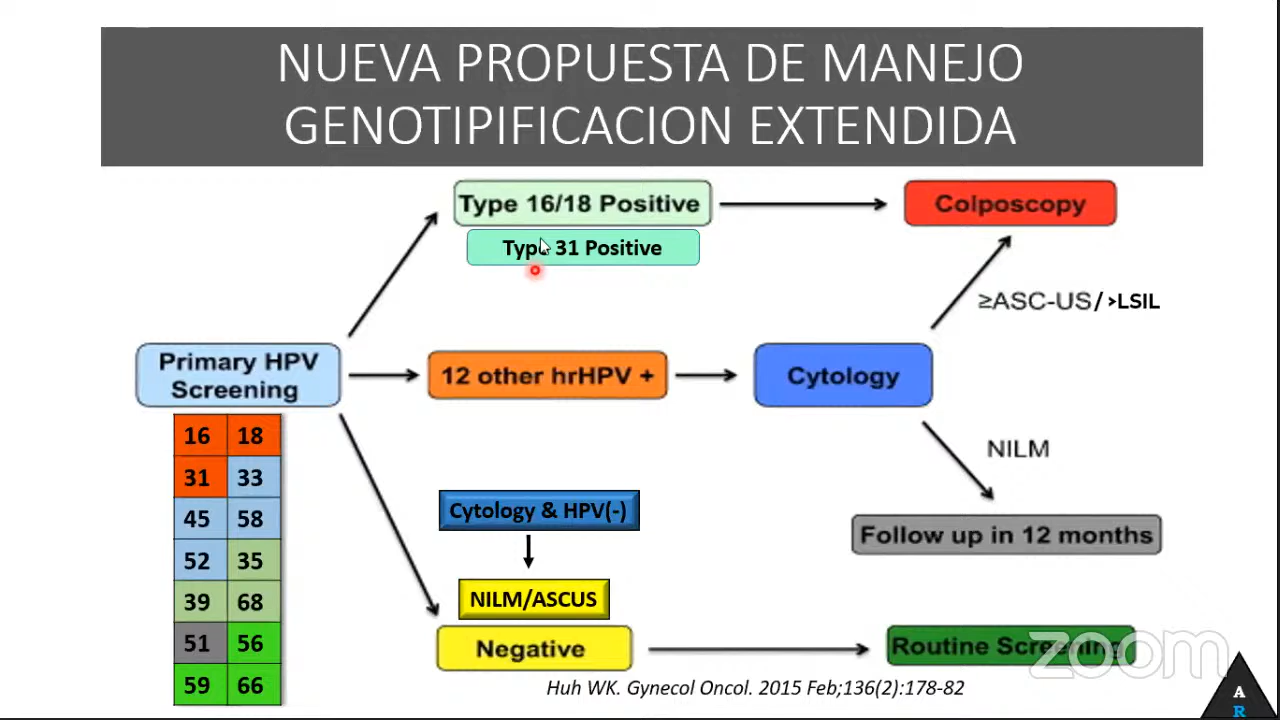 NUEVA PROPUESTA DE MANEJO
GENOTIPIFICACION EXTENDIDA
Type 16/18 Positive
Colposcopy
Type 31 Positive
≥ASC-US/>LSIL
Primary HPV
Screening
12 other hrHPV +
Cytology
16 18
31 33
45 58
52 35
39 68
51 56
59 66
NILM
Cytology & HPV(-)
Follow up in 12 months
NILM/ASCUS
Negative
Routine Screening
zoom
Huh WK. Gynecol Oncol. 2015 Feb;136(2):178-82
A
R